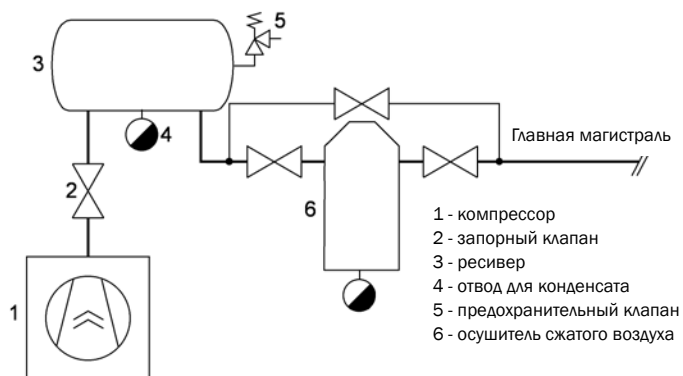 5
3
4
Главная магистраль
2
6
1
1 - компрессор
2 - запорный клапан
3 - ресивер
4 - отвод для конденсата
5 - предохранительный клапан
6 - осушитель сжатого воздуха